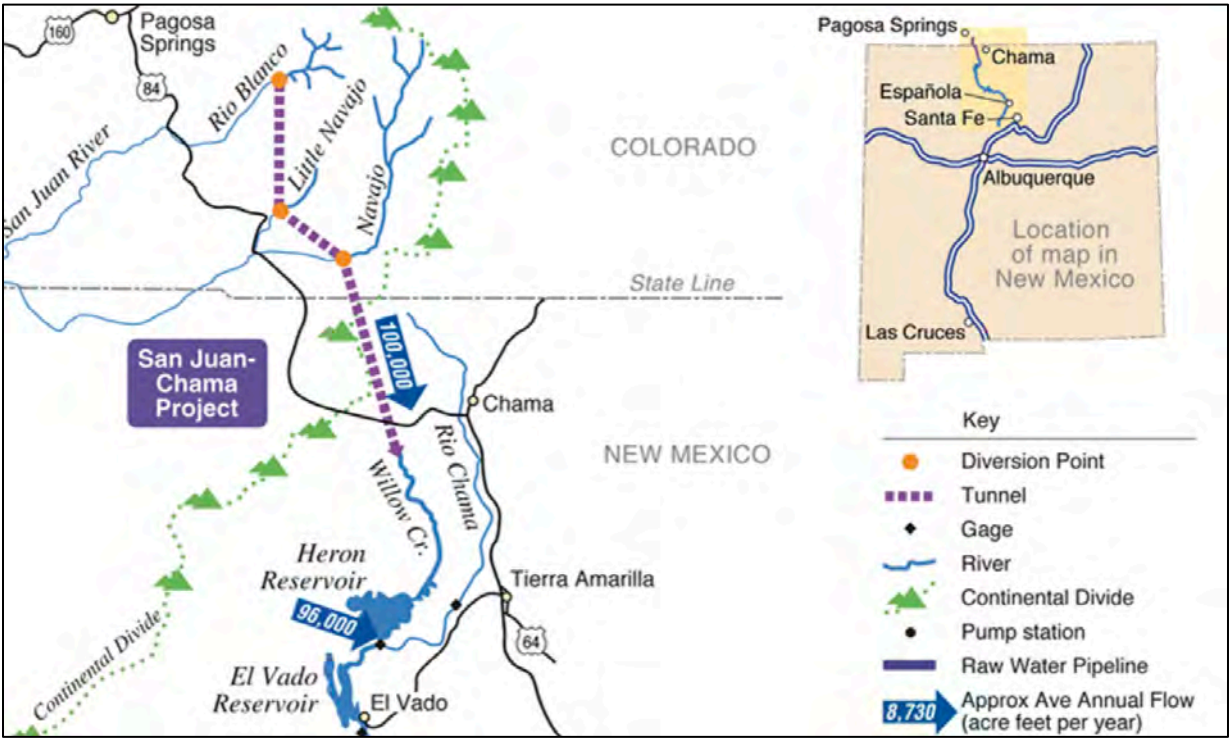 160
Pagosa
Springs
84
Rio Blanco
Little Navajo
Navajo
San Juan River
COLORADO
State Line
San Juan-
Chama
Project
100,000
Chama
NEW MEXICO
Rio Chama
Willow Cr.
Heron
Reservoir
96,000
Tierra Amarilla
64
Continental Divide
El Vado
Reservoir
El Vado
Pagosa Springs
Chama
Española
Santa Fe
Albuquerque
Location
of map in
New Mexico
Las Cruces
Key
Diversion Point
Tunnel
Gage
River
Continental Divide
Pump station
Raw Water Pipeline
8,730
Approx Ave Annual Flow
(acre feet per year)